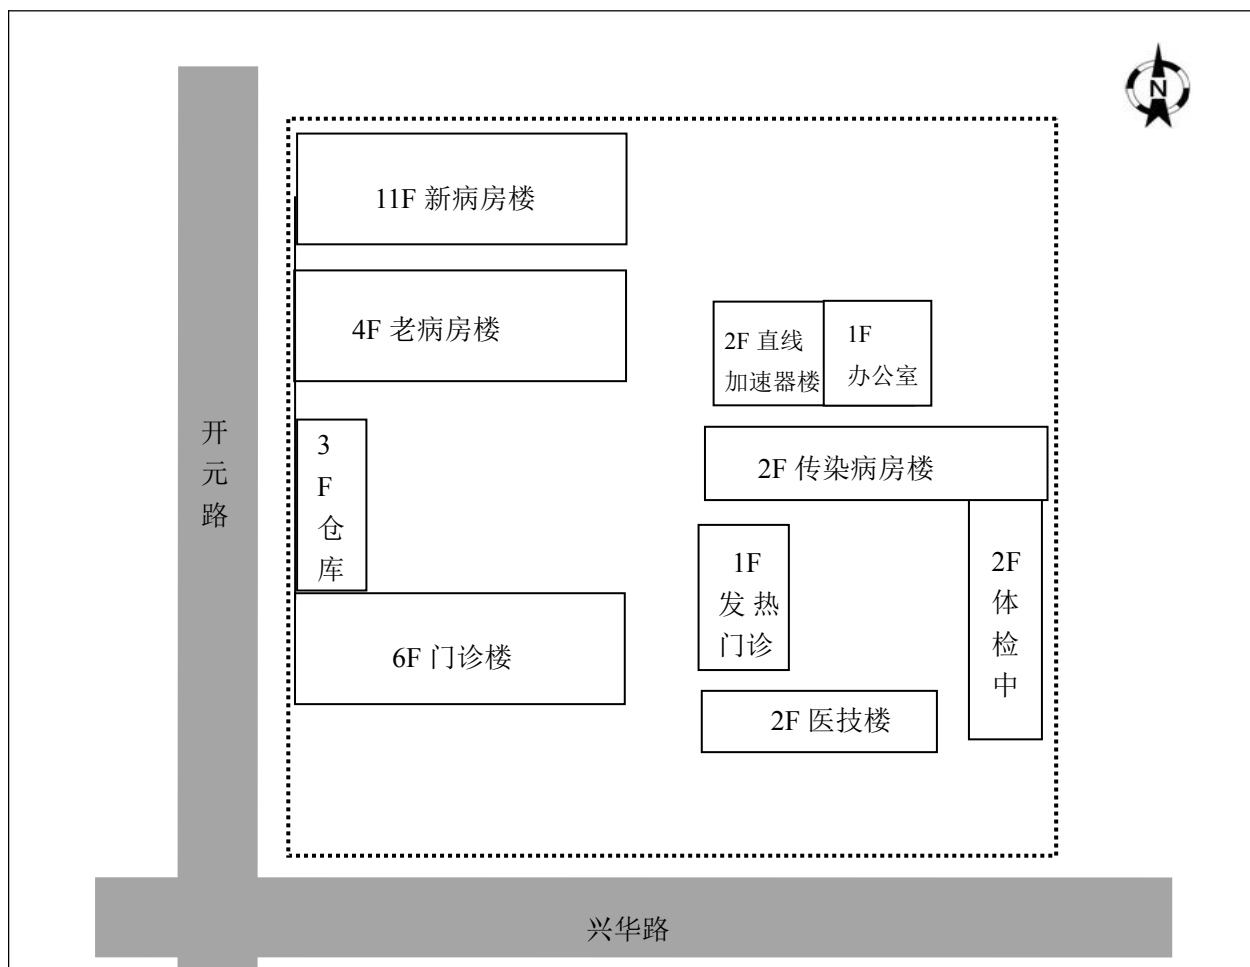 N
11F 新病房楼
4F 老病房楼
2F 直线
加速器楼
1F
办公室
开
元
路
3
F
仓
库
2F 传染病房楼
1F
发 热
门诊
2F
体
检
中
6F 门诊楼
2F 医技楼
兴华路